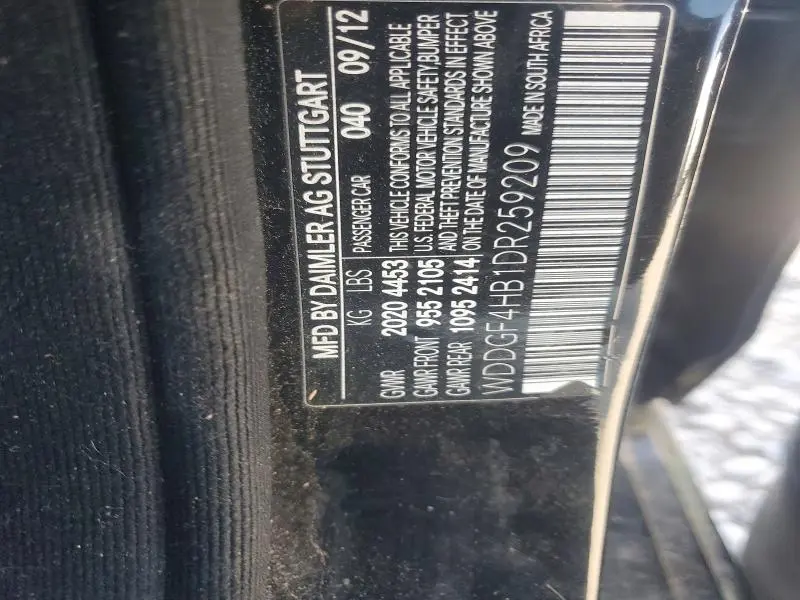 MFD BY DAIMLER AG STUTTGART
KG LBS PASSENGER CAR 040 09/12
GVWR 2020 4453 THIS VEHICLE CONFORMS TO ALL APPLICABLE
GAWR FRONT 955 2105 U.S. FEDERAL MOTOR VEHICLE SAFETY,BUMPER
AND THEFT PREVENTION STANDARDS IN EFFECT
GAWR REAR 1095 2414 ON THE DATE OF MANUFACTURE SHOWN ABOVE
WDDGF4HB1DR259209 MADE IN SOUTH AFRICA